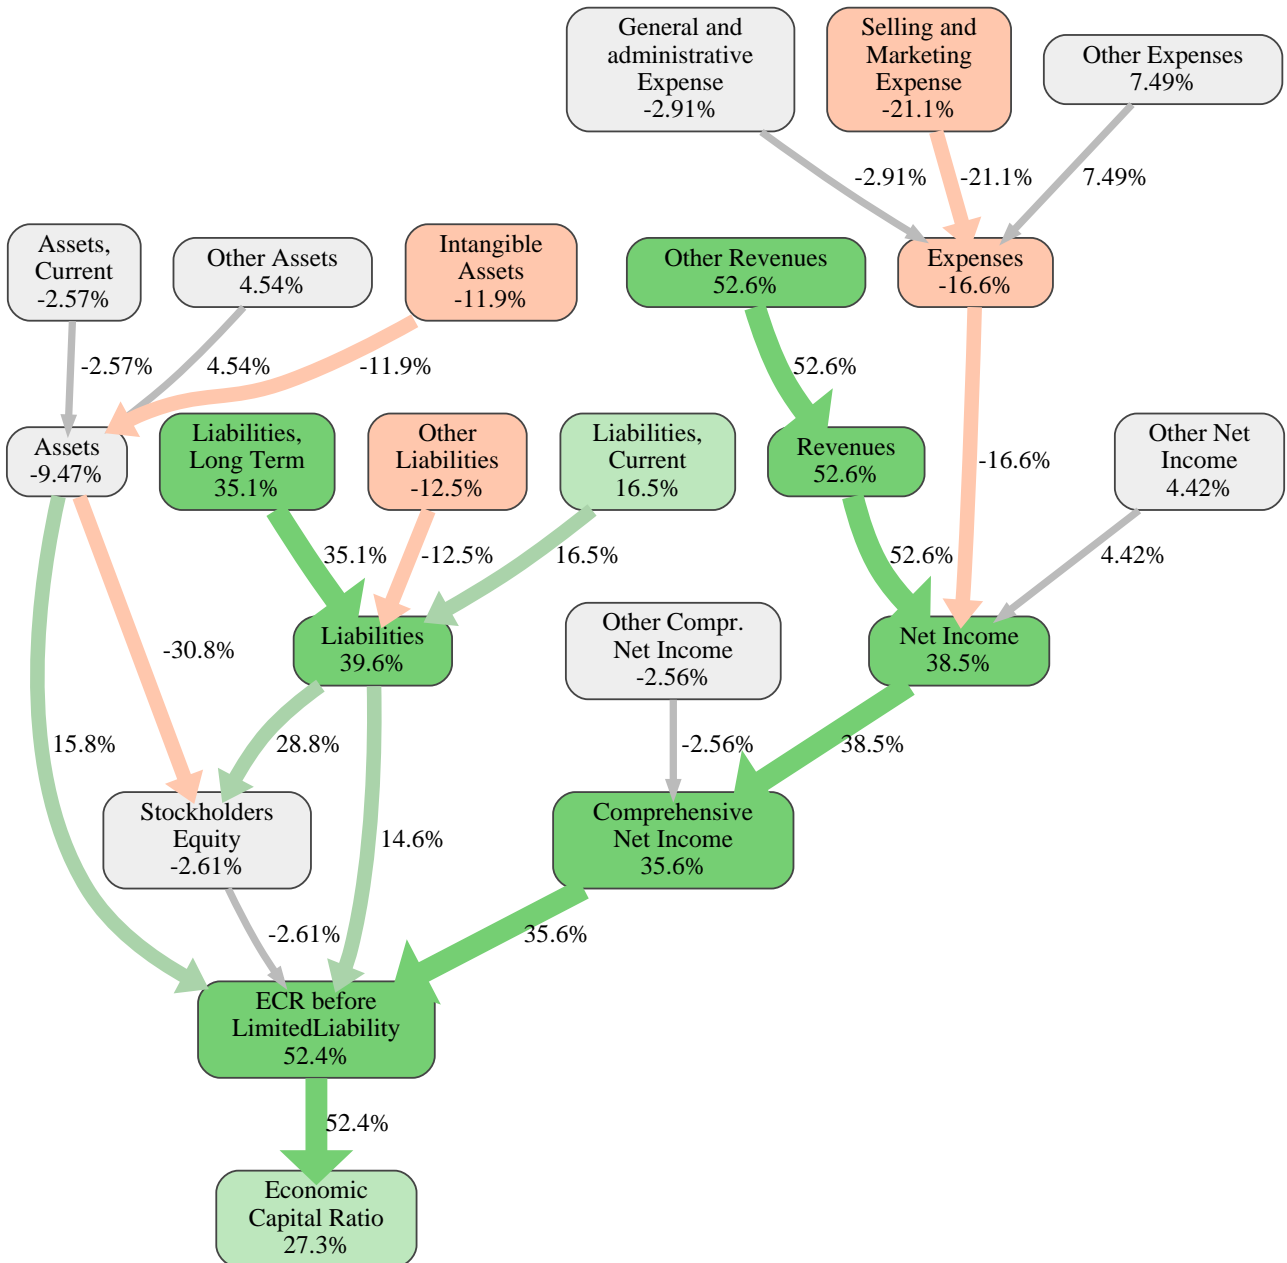 General and
administrative
Expense
-2.91%
Selling and
Marketing
Expense
-21.1%
Other Expenses
7.49%
-2.91%
-21.1%
7.49%
Assets,
Current
-2.57%
Other Assets
4.54%
Intangible
Assets
-11.9%
Other Revenues
52.6%
Expenses
-16.6%
-2.57%
4.54%
-11.9%
52.6%
-16.6%
Assets
-9.47%
Liabilities,
Long Term
35.1%
Other
Liabilities
-12.5%
Liabilities,
Current
16.5%
Revenues
52.6%
Other Net
Income
4.42%
35.1%
-12.5%
16.5%
52.6%
4.42%
-30.8%
Liabilities
39.6%
Other Compr.
Net Income
-2.56%
Net Income
38.5%
15.8%
28.8%
-2.56%
38.5%
Stockholders
Equity
-2.61%
14.6%
Comprehensive
Net Income
35.6%
-2.61%
35.6%
ECR before
LimitedLiability
52.4%
52.4%
Economic
Capital Ratio
27.3%